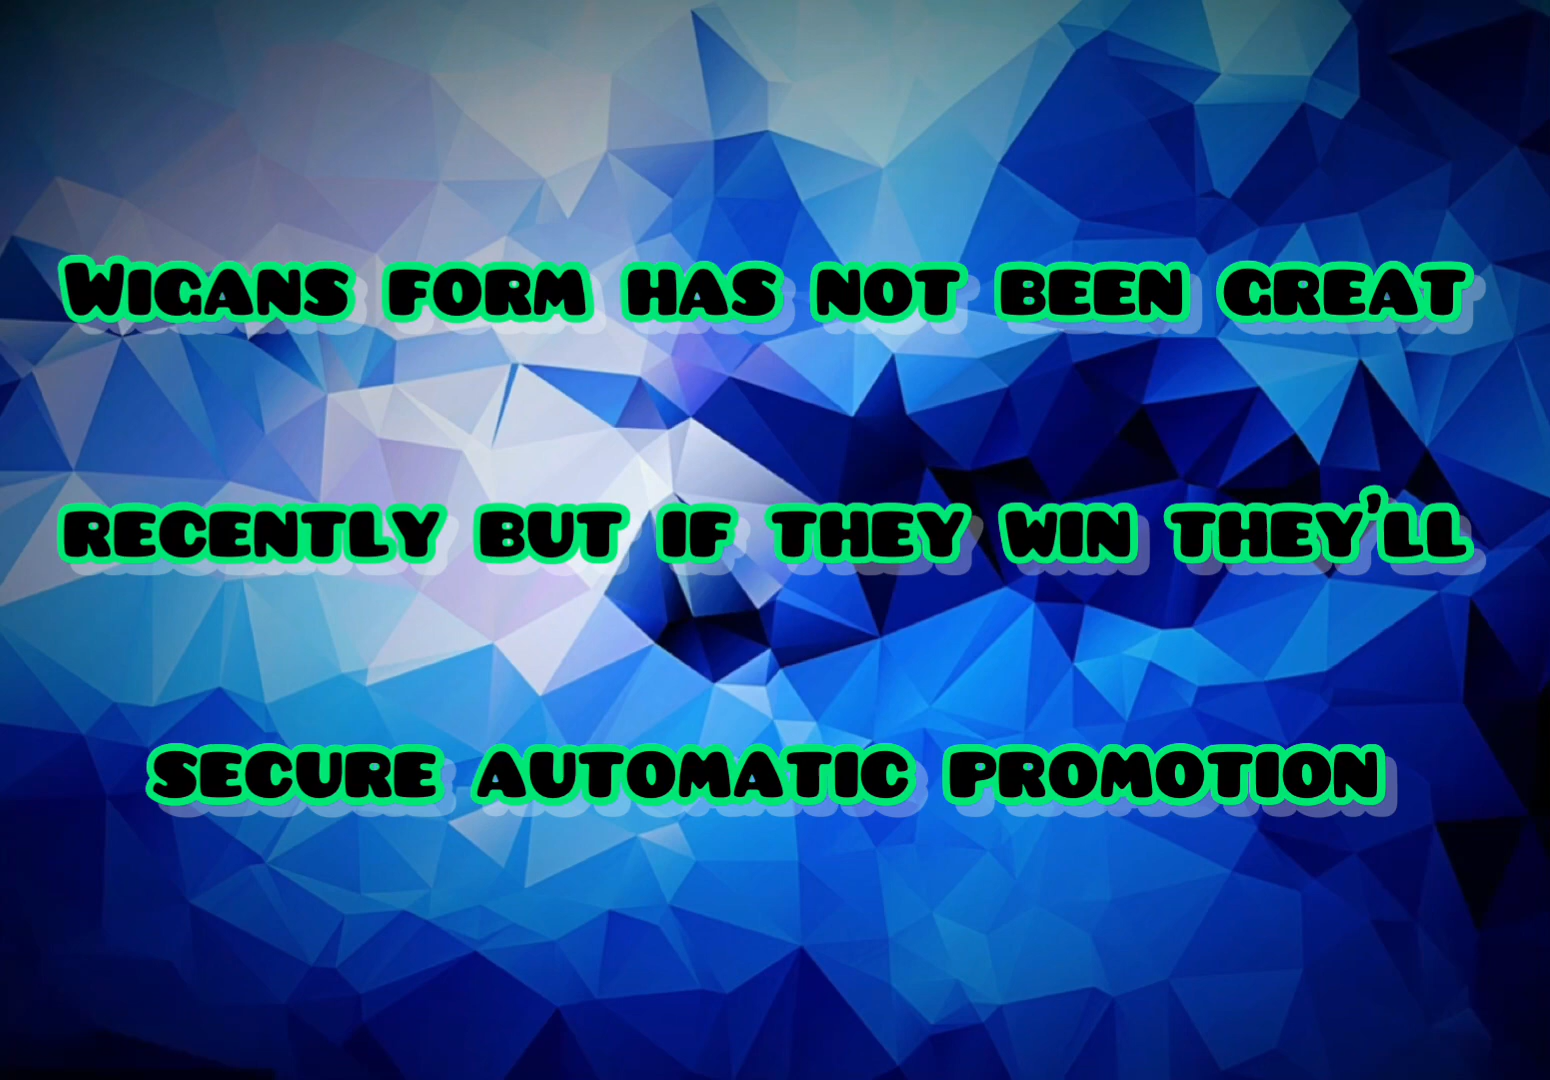 Wigans form has not been great
recently but if they win they'll
secure automatic promotion